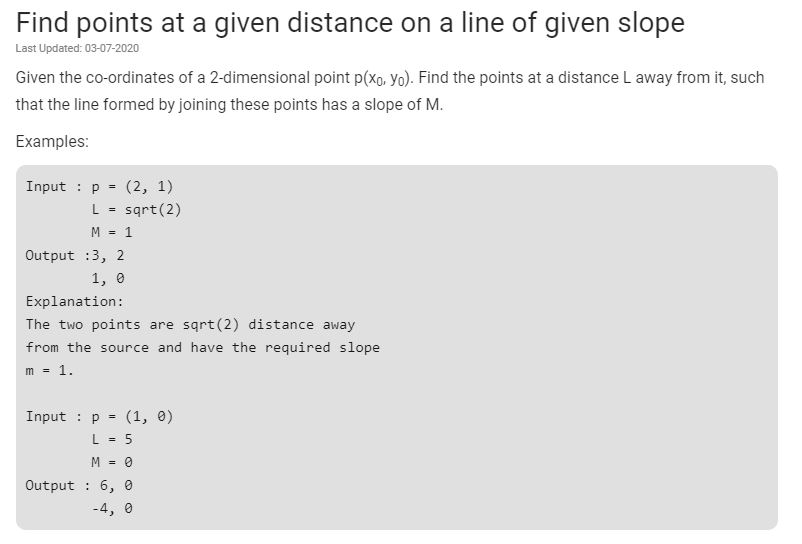 Find points at a given distance on a line of given slope
Last Updated: 03-07-2020
Given the co-ordinates of a 2-dimensional point p(x₀, y₀). Find the points at a distance L away from it, such
that the line formed by joining these points has a slope of M.
Examples:
Input : p = (2, 1)
L = sqrt(2)
M = 1
Output :3, 2
1, 0
Explanation:
The two points are sqrt(2) distance away
from the source and have the required slope
m = 1.
Input : p = (1, 0)
L = 5
M = 0
Output : 6, 0
-4, 0